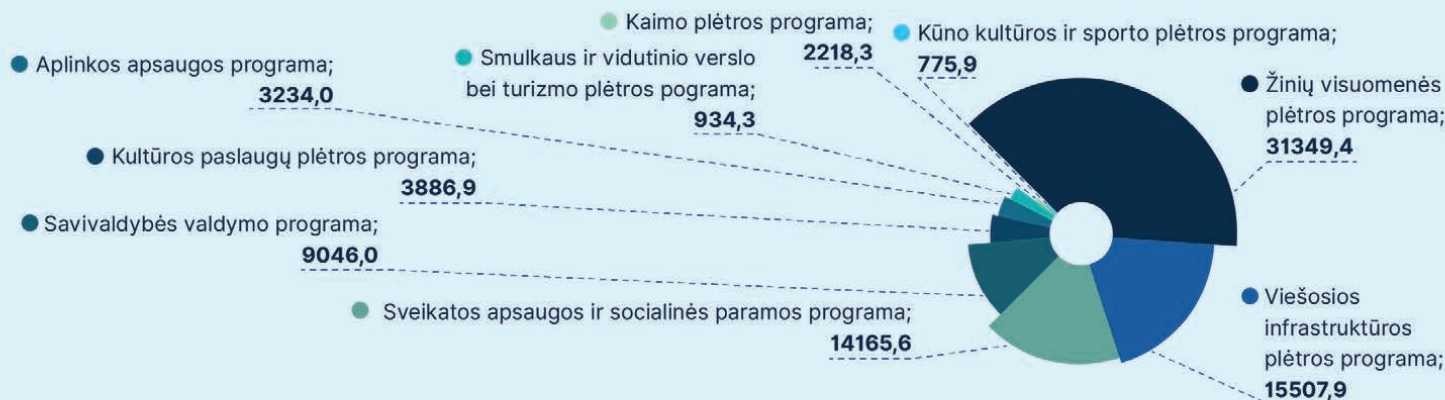 Kaimo plėtros programa;
2218,3
Kūno kultūros ir sporto plėtros programa;
775,9
Aplinkos apsaugos programa;
3234,0
Smulkaus ir vidutinio verslo
bei turizmo plėtros pograma;
934,3
Žinių visuomenės
plėtros programa;
31349,4
Kultūros paslaugų plėtros programa;
3886,9
Savivaldybės valdymo programa;
9046,0
Sveikatos apsaugos ir socialinės paramos programa;
14165,6
Viešosios
infrastruktūros
plėtros programa;
15507,9